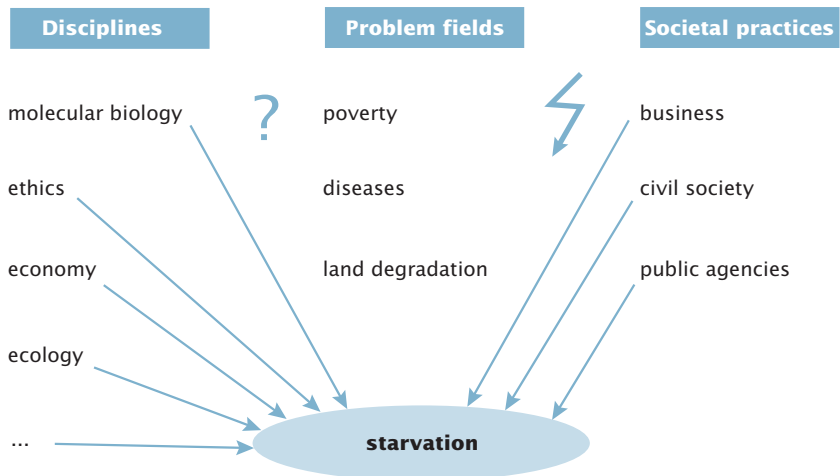 Disciplines
Problem fields
Societal practices
molecular biology
?
poverty
business
ethics
diseases
civil society
economy
land degradation
public agencies
ecology
...
starvation